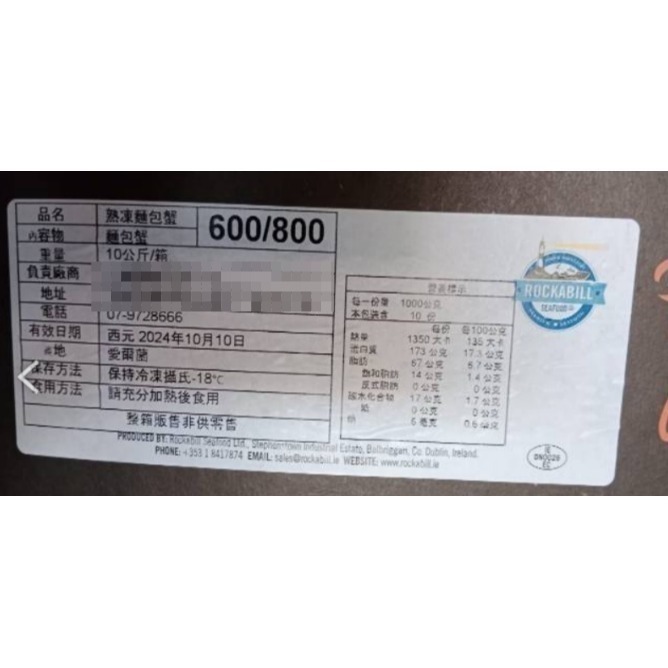 品名 熟凍麵包蟹 600/800
內容物 麵包蟹
重量 10公斤/箱
負責廠商
地址
電話 07-9728666
有效日期 西元 2024年10月10日
產地 愛爾蘭
保存方法 保持冷凍攝氏-18℃
食用方法 請充分加熱後食用
整箱販售非供零售
營養標示
每一份量 1000公克
本包裝含 10 份
每份 每100公克
熱量 1350 大卡 135 大卡
蛋白質 173 公克 17.3 公克
脂肪 67 公克 6.7 公克
飽和脂肪 14 公克 1.4 公克
反式脂肪 0 公克 0 公克
碳水化合物 17 公克 1.7 公克
糖 0 公克 0 公克
鈉 6 毫克 0.6 公克
ROCKABILL
SEAFOOD
PRODUCED BY: Rockabill Seafood Ltd., Stephenstown Industrial Estate, Balbriggan, Co. Dublin, Ireland.
PHONE: +353 1 8417874 EMAIL: sales@rockabill.ie WEBSITE: www.rockabill.ie
IE
DN0029
EC